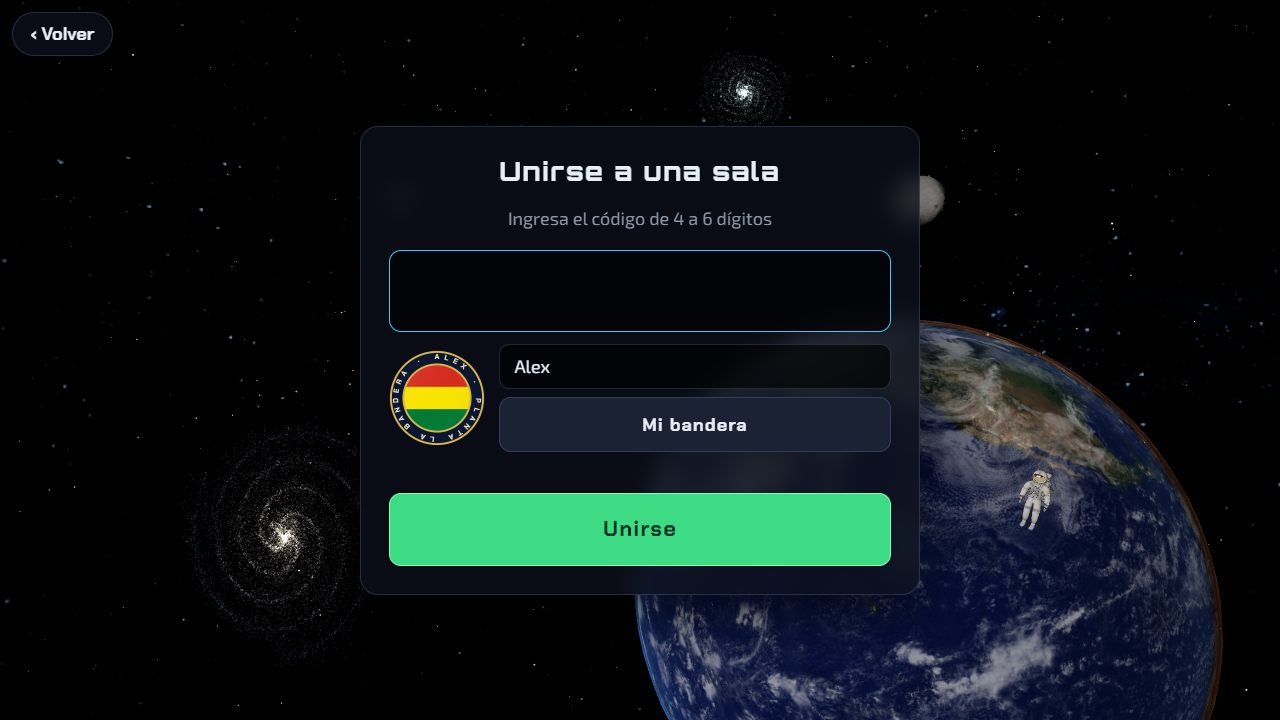 ‹ Volver
Unirse a una sala
Ingresa el código de 4 a 6 dígitos
· ALEX · PLANTA LA BANDERA
Alex
Mi bandera
Unirse